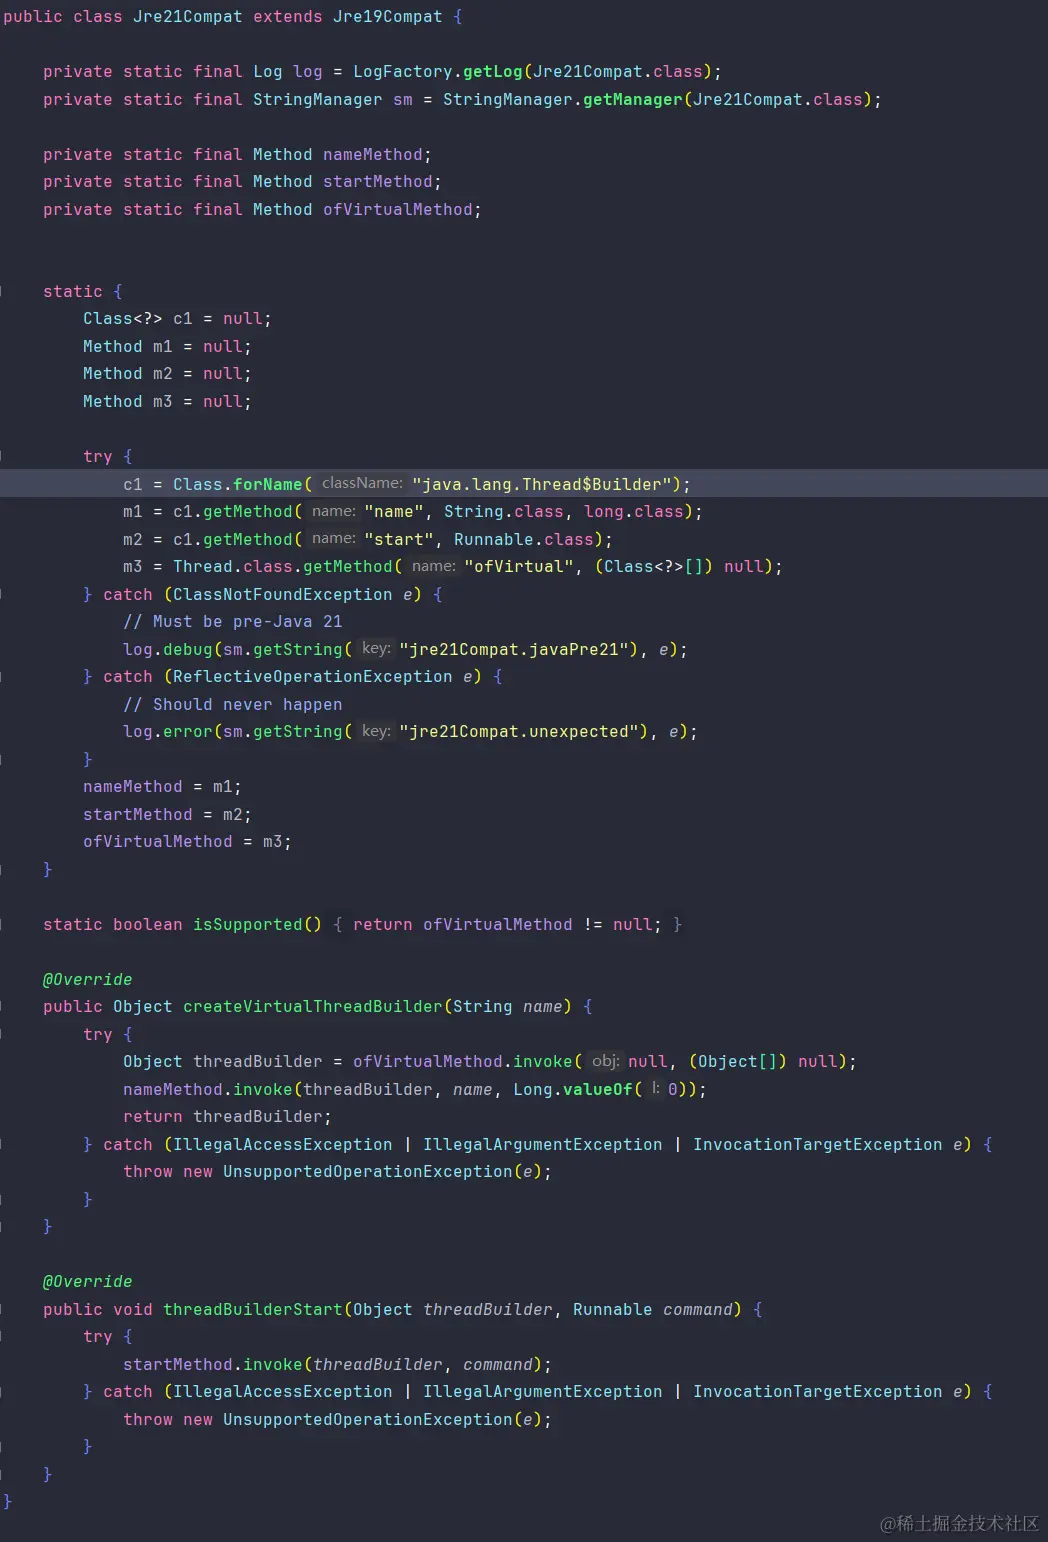 public class Jre21Compat extends Jre19Compat {
private static final Log log = LogFactory.getLog(Jre21Compat.class);
private static final StringManager sm = StringManager.getManager(Jre21Compat.class);
private static final Method nameMethod;
private static final Method startMethod;
private static final Method ofVirtualMethod;
static {
Class<?> c1 = null;
Method m1 = null;
Method m2 = null;
Method m3 = null;
try {
c1 = Class.forName( className: "java.lang.Thread$Builder");
m1 = c1.getMethod( name: "name", String.class, long.class);
m2 = c1.getMethod( name: "start", Runnable.class);
m3 = Thread.class.getMethod( name: "ofVirtual", (Class<?>[]) null);
} catch (ClassNotFoundException e) {
// Must be pre-Java 21
log.debug(sm.getString( key: "jre21Compat.javaPre21"), e);
} catch (ReflectiveOperationException e) {
// Should never happen
log.error(sm.getString( key: "jre21Compat.unexpected"), e);
}
nameMethod = m1;
startMethod = m2;
ofVirtualMethod = m3;
}
static boolean isSupported() { return ofVirtualMethod != null; }
@Override
public Object createVirtualThreadBuilder(String name) {
try {
Object threadBuilder = ofVirtualMethod.invoke( obj: null, (Object[]) null);
nameMethod.invoke(threadBuilder, name, Long.valueOf( l: 0));
return threadBuilder;
} catch (IllegalAccessException | IllegalArgumentException | InvocationTargetException e) {
throw new UnsupportedOperationException(e);
}
}
@Override
public void threadBuilderStart(Object threadBuilder, Runnable command) {
try {
startMethod.invoke(threadBuilder, command);
} catch (IllegalAccessException | IllegalArgumentException | InvocationTargetException e) {
throw new UnsupportedOperationException(e);
}
}
}
@稀土掘金技术社区